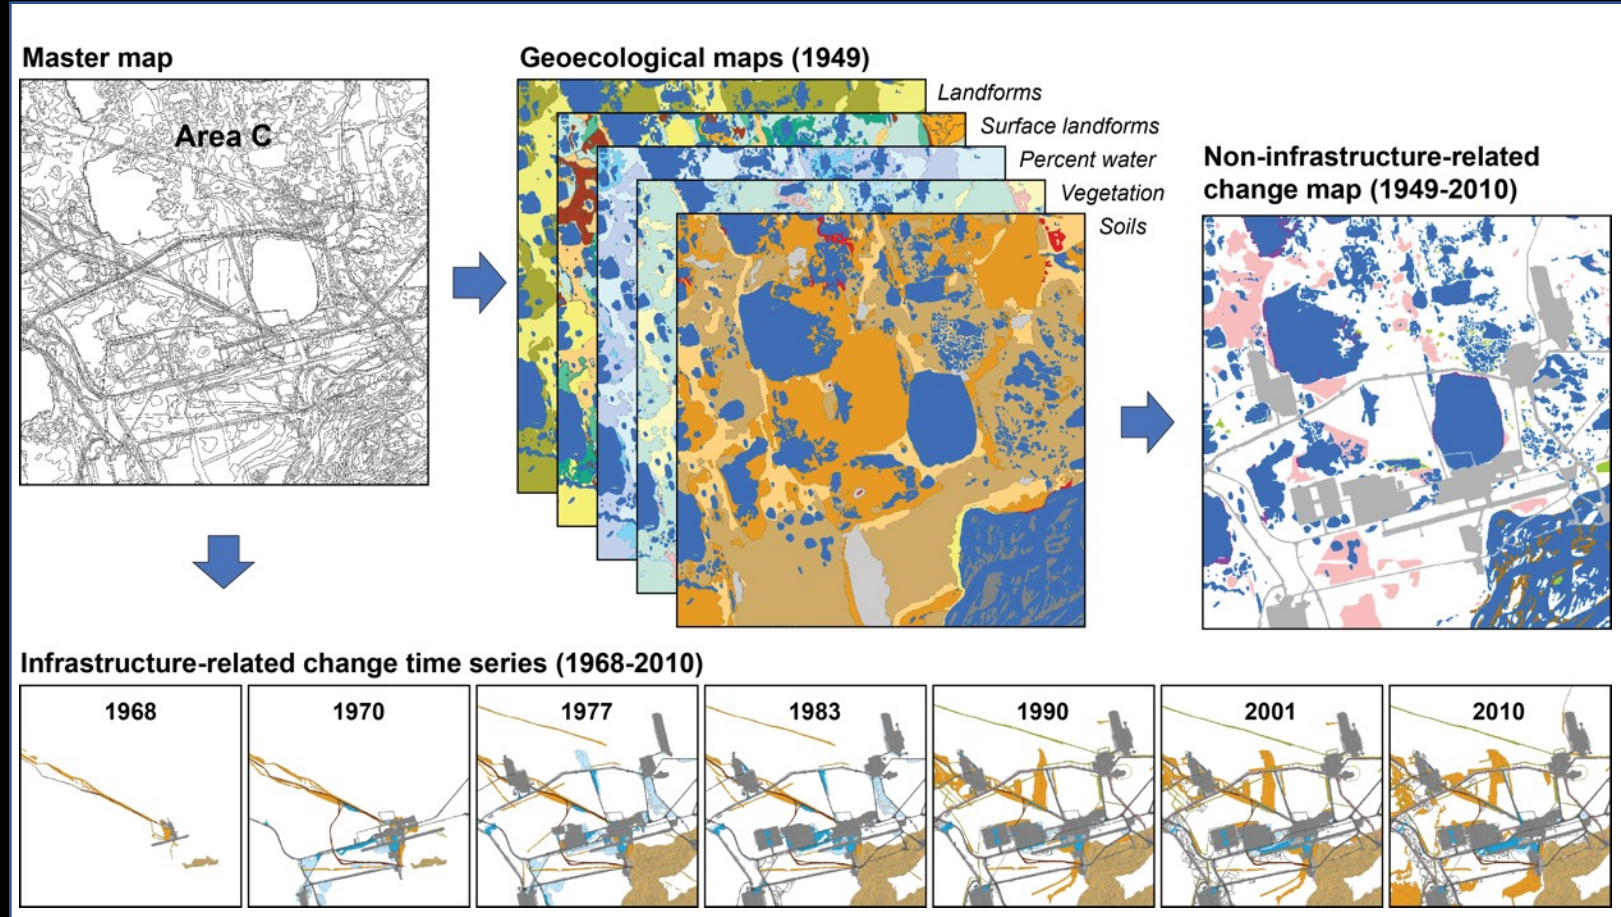 Master map
Area C
Geoecological maps (1949)
Landforms
Surface landforms
Percent water
Vegetation
Soils
Non-infrastructure-related
change map (1949-2010)
Infrastructure-related change time series (1968-2010)
1968
1970
1977
1983
1990
2001
2010